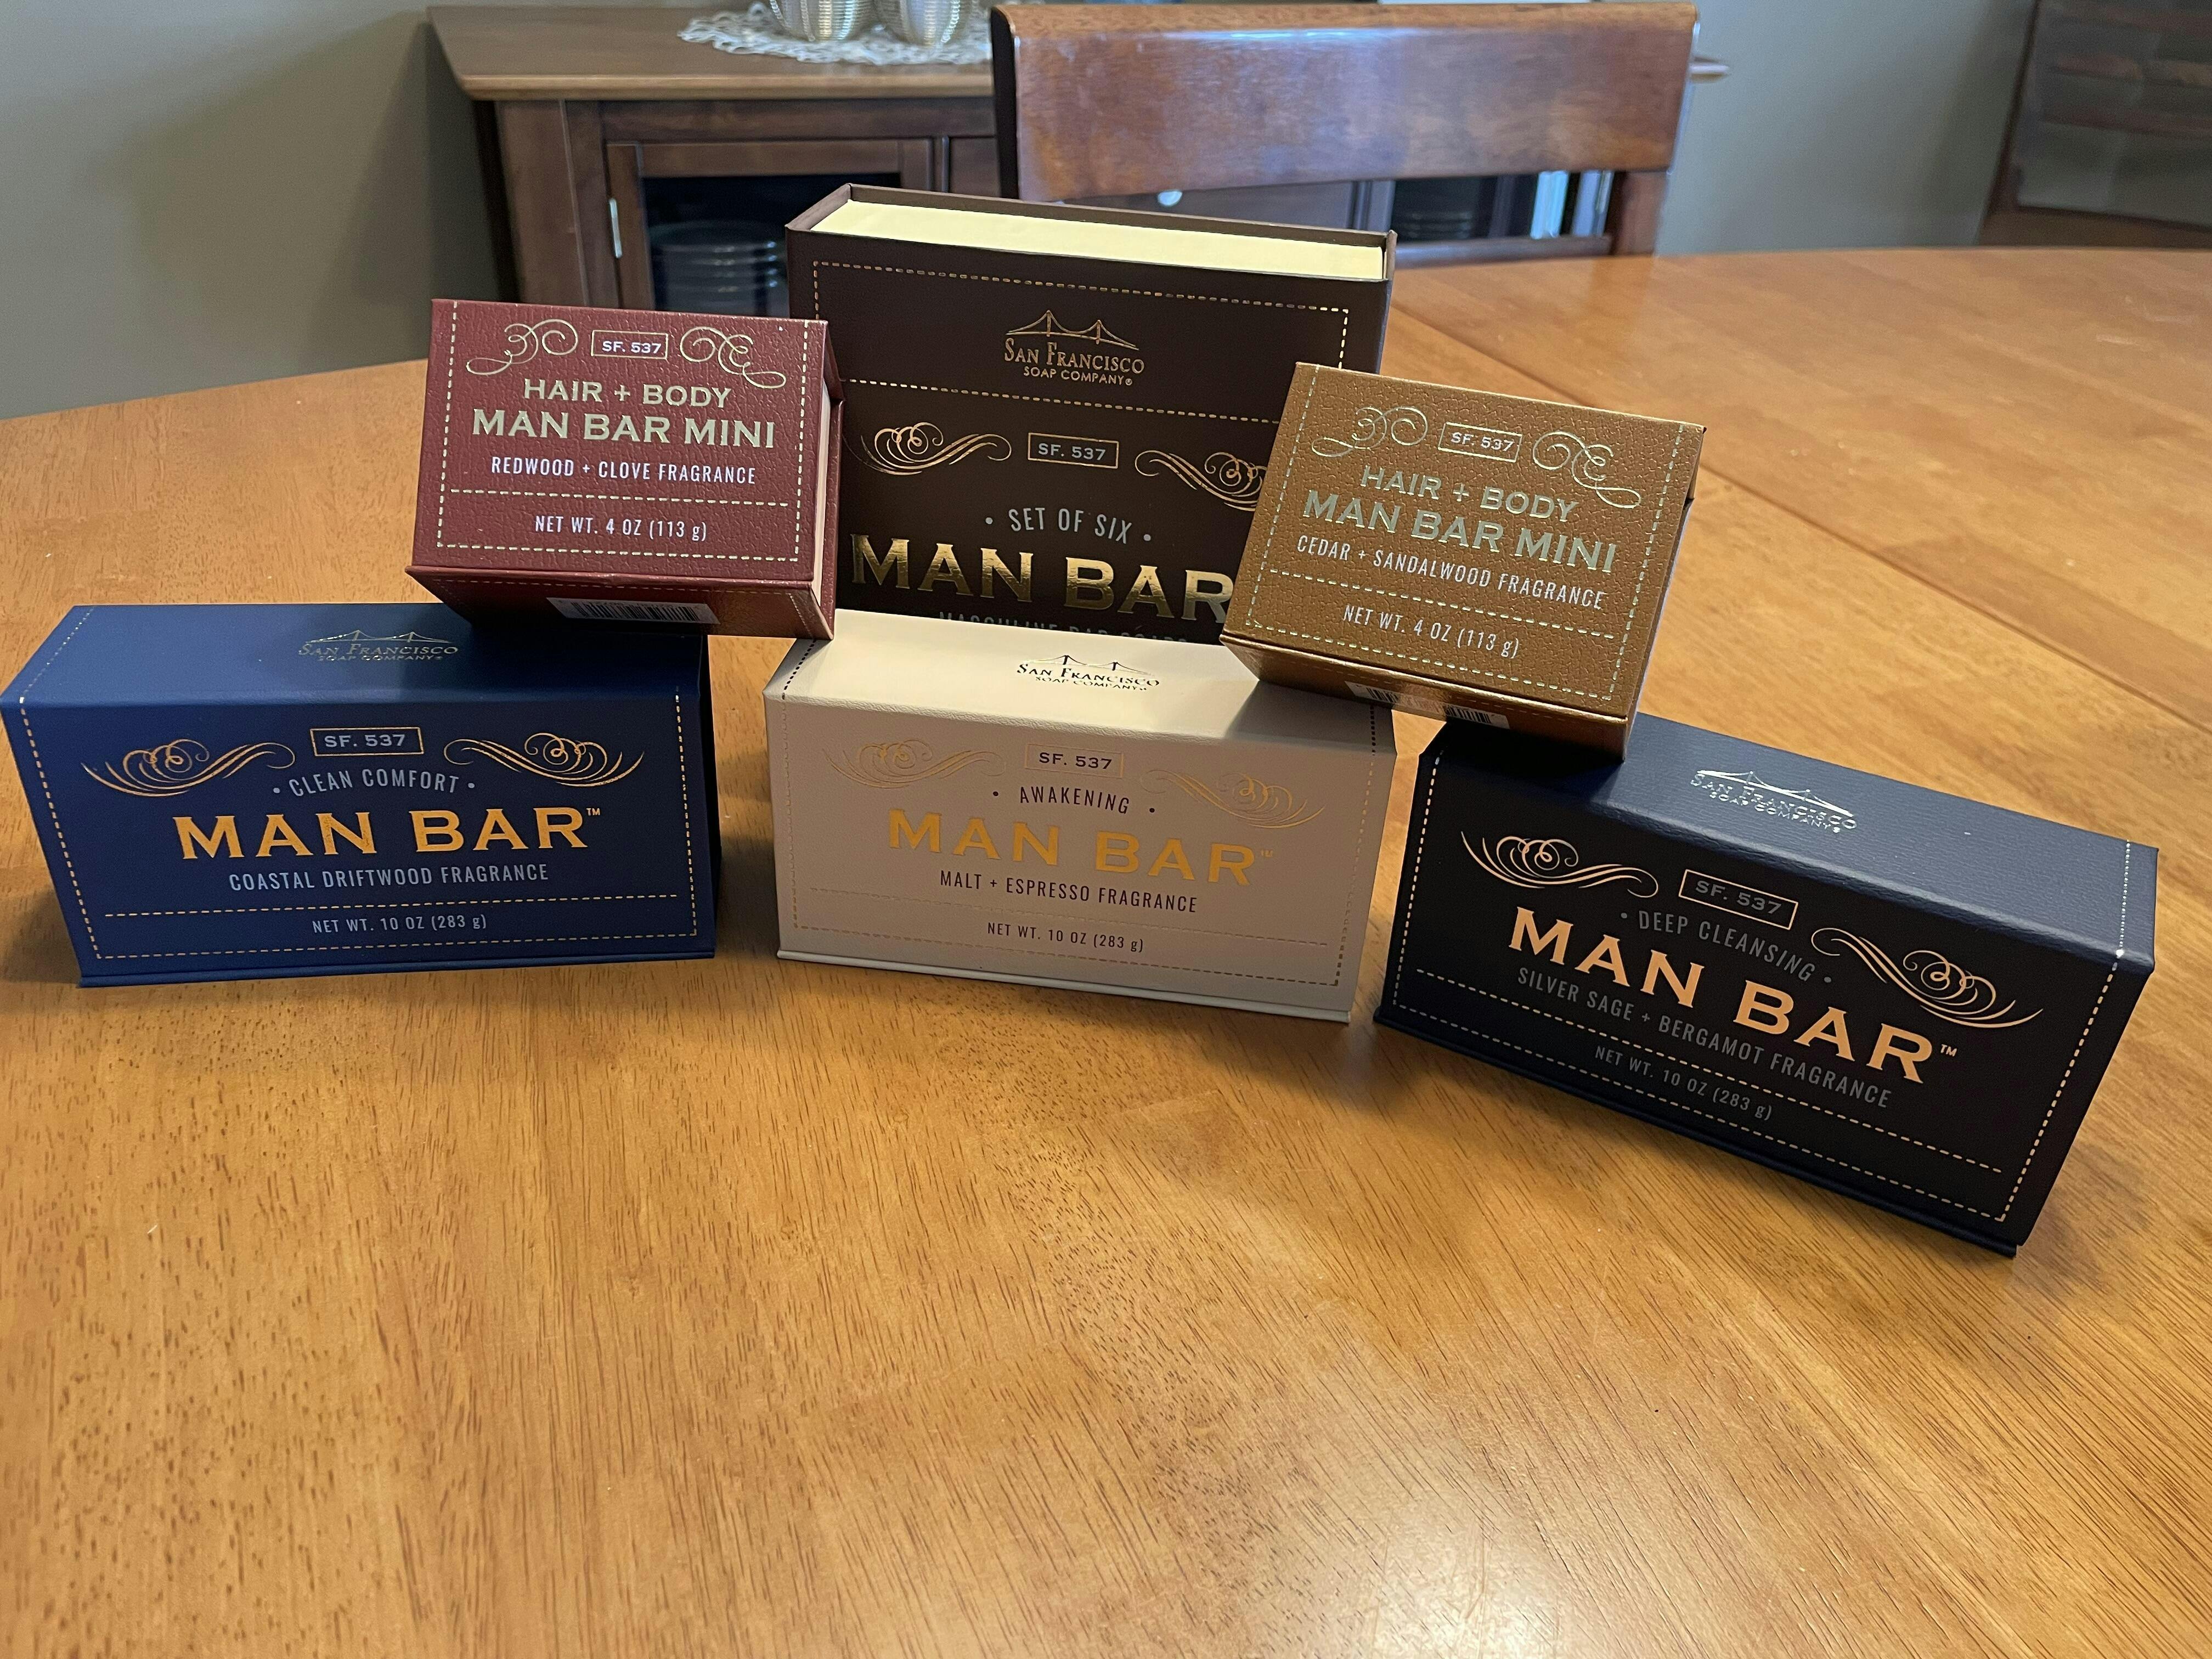 SAN FRANCISCO
SOAP COMPANY®
SF. 537
• SET OF SIX •
MAN BAR
MASCULINE BAR SOAPS
SF. 537
HAIR + BODY
MAN BAR MINI
REDWOOD + CLOVE FRAGRANCE
NET WT. 4 OZ (113 g)
SF. 537
HAIR + BODY
MAN BAR MINI
CEDAR + SANDALWOOD FRAGRANCE
NET WT. 4 OZ (113 g)
SAN FRANCISCO
SOAP COMPANY®
SF. 537
• CLEAN COMFORT •
MAN BAR™
COASTAL DRIFTWOOD FRAGRANCE
NET WT. 10 OZ (283 g)
SAN FRANCISCO
SOAP COMPANY®
SF. 537
• AWAKENING •
MAN BAR™
MALT + ESPRESSO FRAGRANCE
NET WT. 10 OZ (283 g)
SAN FRANCISCO
SOAP COMPANY®
SF. 537
• DEEP CLEANSING •
MAN BAR™
SILVER SAGE + BERGAMOT FRAGRANCE
NET WT. 10 OZ (283 g)